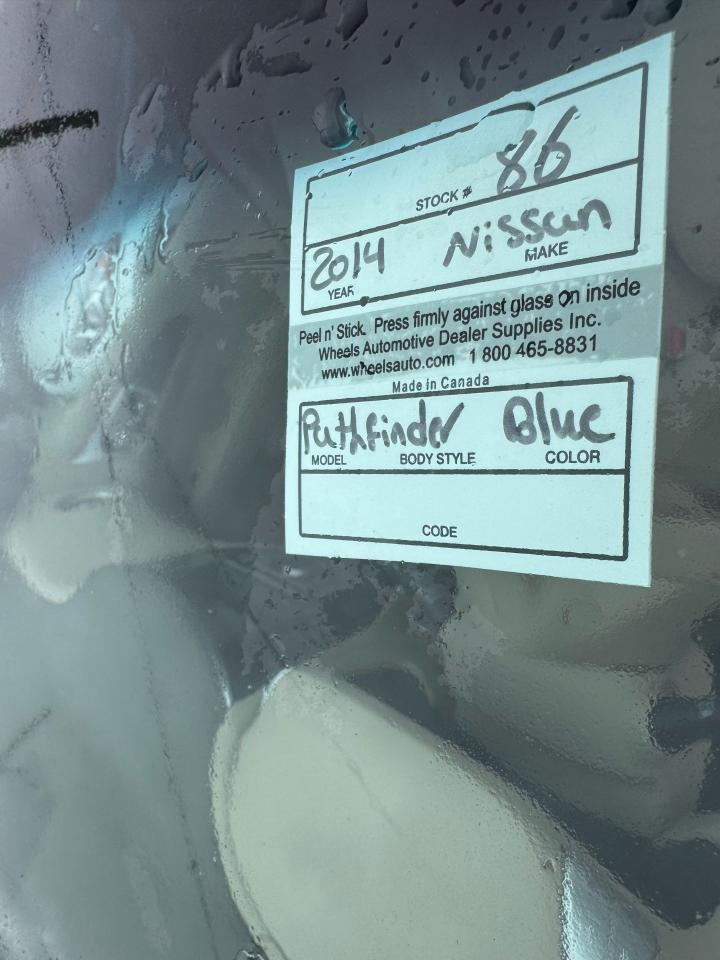 STOCK # 86
2014 Nissan
YEAR MAKE
Peel n' Stick. Press firmly against glass on inside
Wheels Automotive Dealer Supplies Inc.
www.wheelsauto.com 1 800 465-8831
Made in Canada
Pathfinder Blue
MODEL BODY STYLE COLOR
CODE